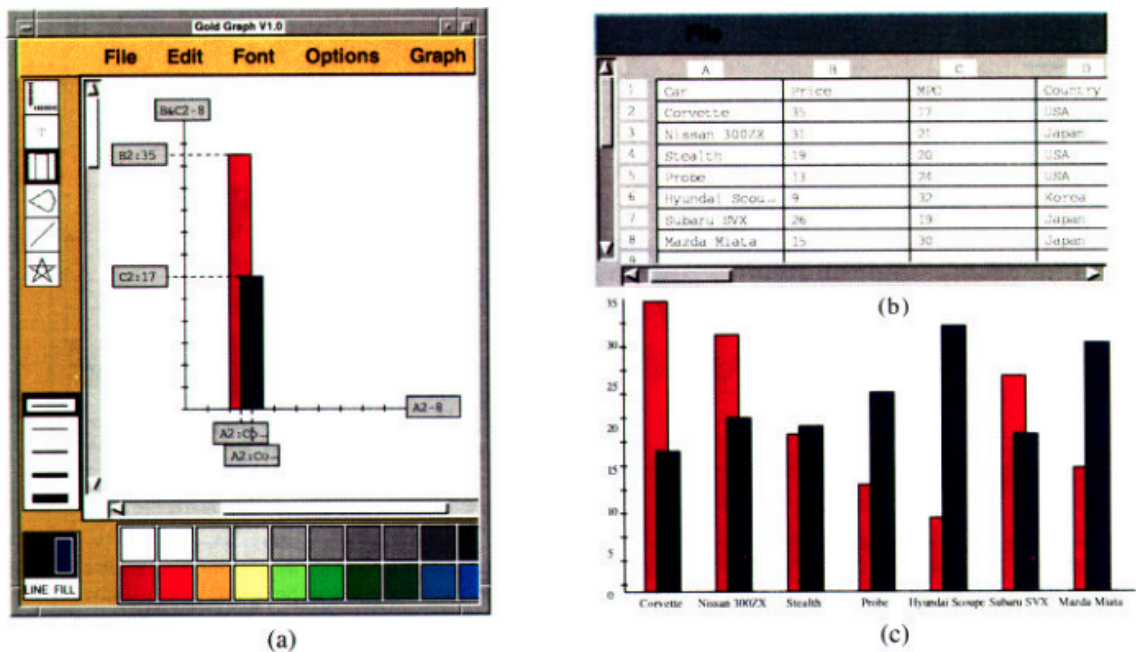 Gold Graph V1.0
File Edit Font Options Graph
B&C2-8
B2:35
C2:17
A2-8
A2:Co…
A2:Co…
LINE FILL
(a)
File
A B C D
1 Car Price MPG Country
2 Corvette 35 17 USA
3 Nissan 300ZX 31 21 Japan
4 Stealth 19 20 USA
5 Probe 13 24 USA
6 Hyundai Scou… 9 32 Korea
7 Subaru SVX 26 19 Japan
8 Mazda Miata 15 30 Japan
9
(b)
35
30
25
20
15
10
5
0
Corvette Nissan 300ZX Stealth Probe Hyundai Scoupe Subaru SVX Mazda Miata
(c)